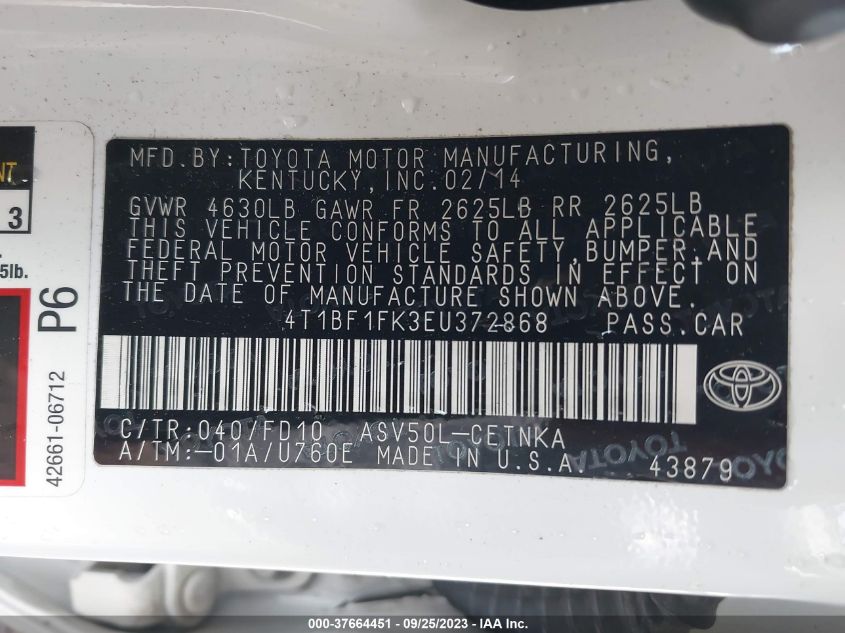 NT
3
5lb.
P6
42661-06712
MFD.BY:TOYOTA MOTOR MANUFACTURING,
KENTUCKY,INC.02/14
GVWR 4630LB GAWR FR 2625LB RR 2625LB
THIS VEHICLE CONFORMS TO ALL APPLICABLE
FEDERAL MOTOR VEHICLE SAFETY,BUMPER,AND
THEFT PREVENTION STANDARDS IN EFFECT ON
THE DATE OF MANUFACTURE SHOWN ABOVE.
4T1BF1FK3EU372868 PASS.CAR
C/TR:040/FD10 ASV50L-CETNKA
A/TM:-01A/U760E MADE IN U.S.A. 43879
TOYOTA
000-37664451 - 09/25/2023 - IAA Inc.